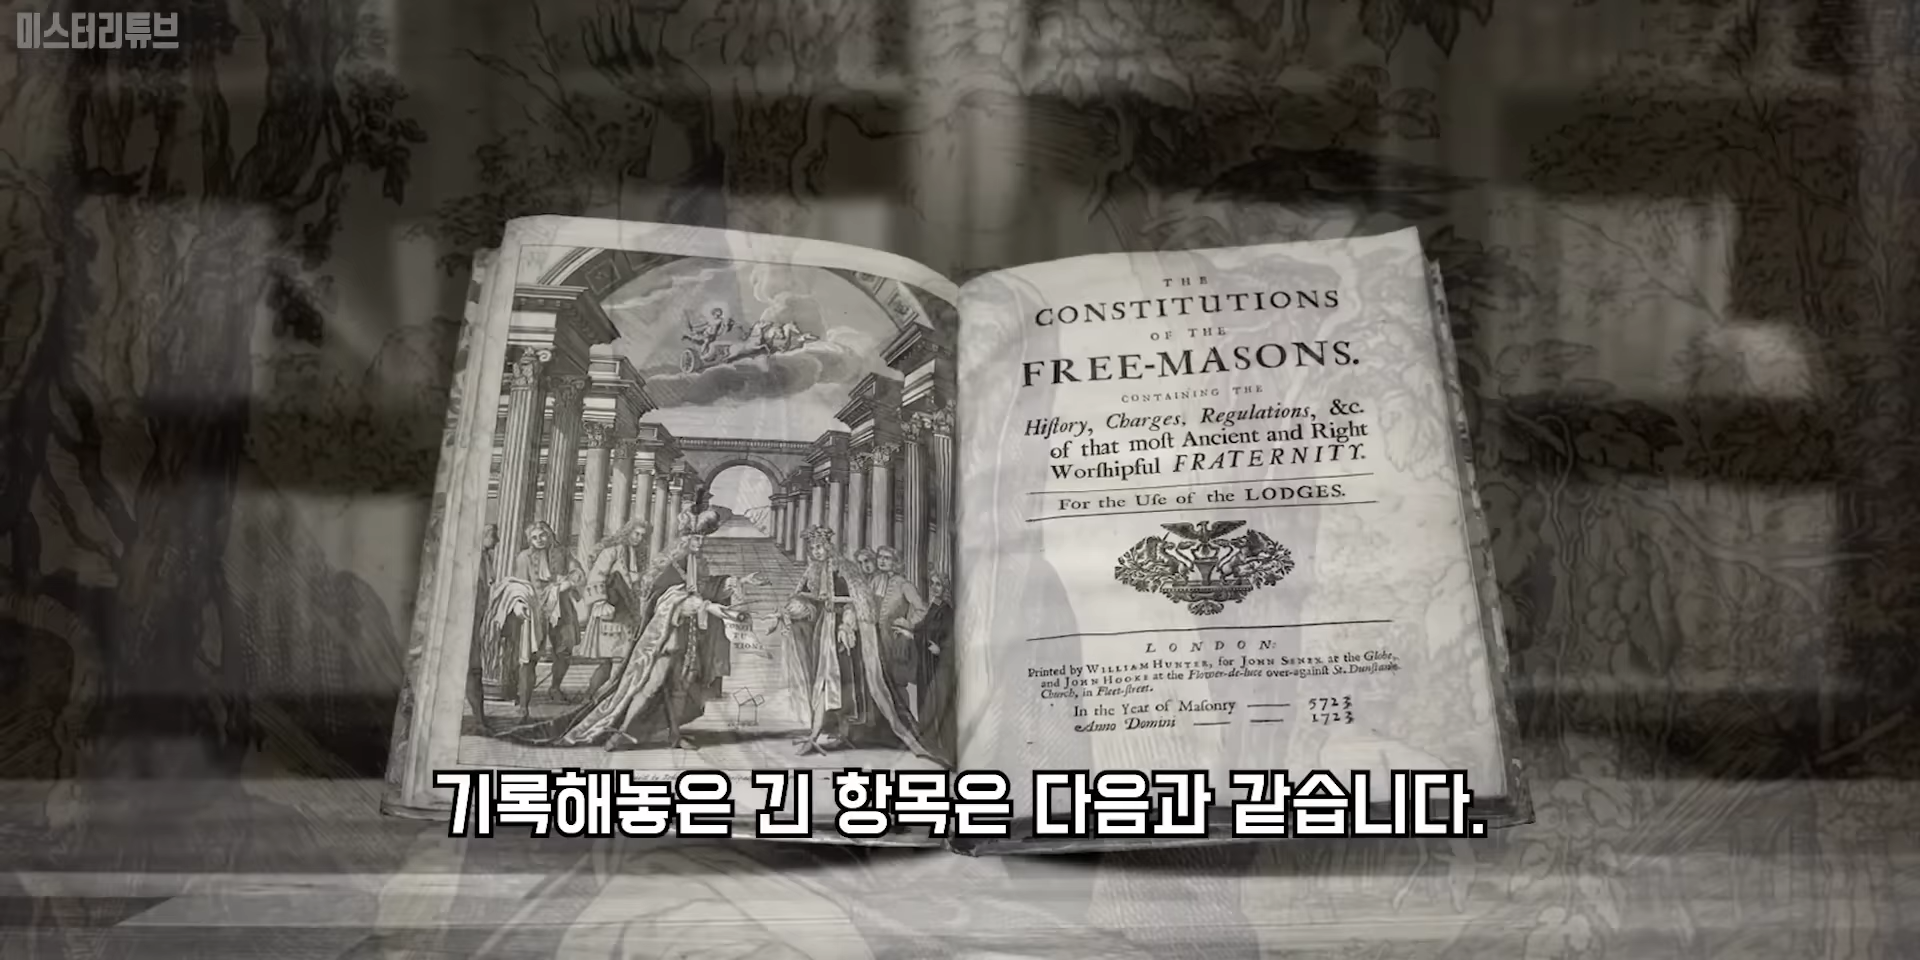 미스터리튜브
THE
CONSTITUTIONS
OF THE
FREE-MASONS.
CONTAINING THE
Hiſtory, Charges, Regulations, &c.
of that moſt Ancient and Right
Worſhipful FRATERNITY.
For the Uſe of the LODGES.
LONDON:
Printed by WILLIAM HUNTER, for JOHN SENEX at the Globe,
and JOHN HOOKE at the Flower-de-luce over-againſt St. Dunſtan's
Church, in Fleet-ſtreet.
In the Year of Maſonry 5723
Anno Domini 1723
기록해놓은 긴 항목은 다음과 같습니다.